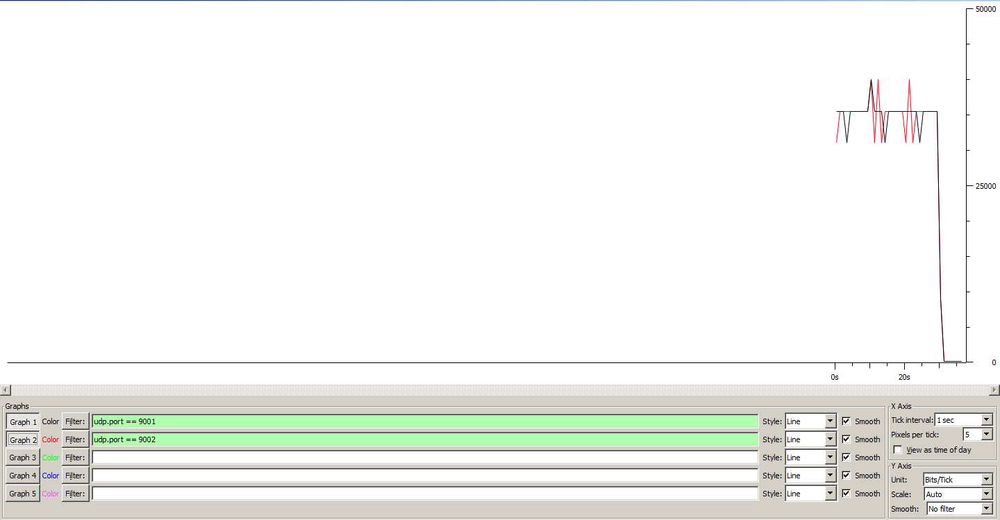 50000
25000
0
0s 20s
Graphs
Graph 1 Color Filter: udp.port == 9001 Style: Line Smooth
Graph 2 Color Filter: udp.port == 9002 Style: Line Smooth
Graph 3 Color Filter: Style: Line Smooth
Graph 4 Color Filter: Style: Line Smooth
Graph 5 Color Filter: Style: Line Smooth
X Axis
Tick interval: 1 sec
Pixels per tick: 5
View as time of day
Y Axis
Unit: Bits/Tick
Scale: Auto
Smooth: No filter